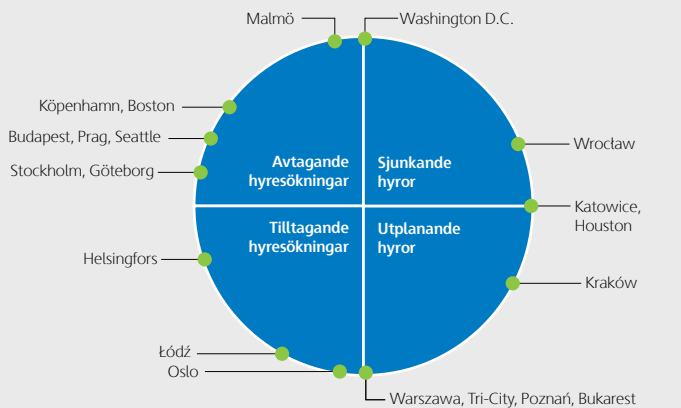 Malmö
Washington D.C.
Köpenhamn, Boston
Budapest, Prag, Seattle
Stockholm, Göteborg
Wrocław
Avtagande
hyresökningar
Sjunkande
hyror
Katowice,
Houston
Tilltagande
hyresökningar
Utplanande
hyror
Helsingfors
Kraków
Łódź
Oslo
Warszawa, Tri-City, Poznań, Bukarest